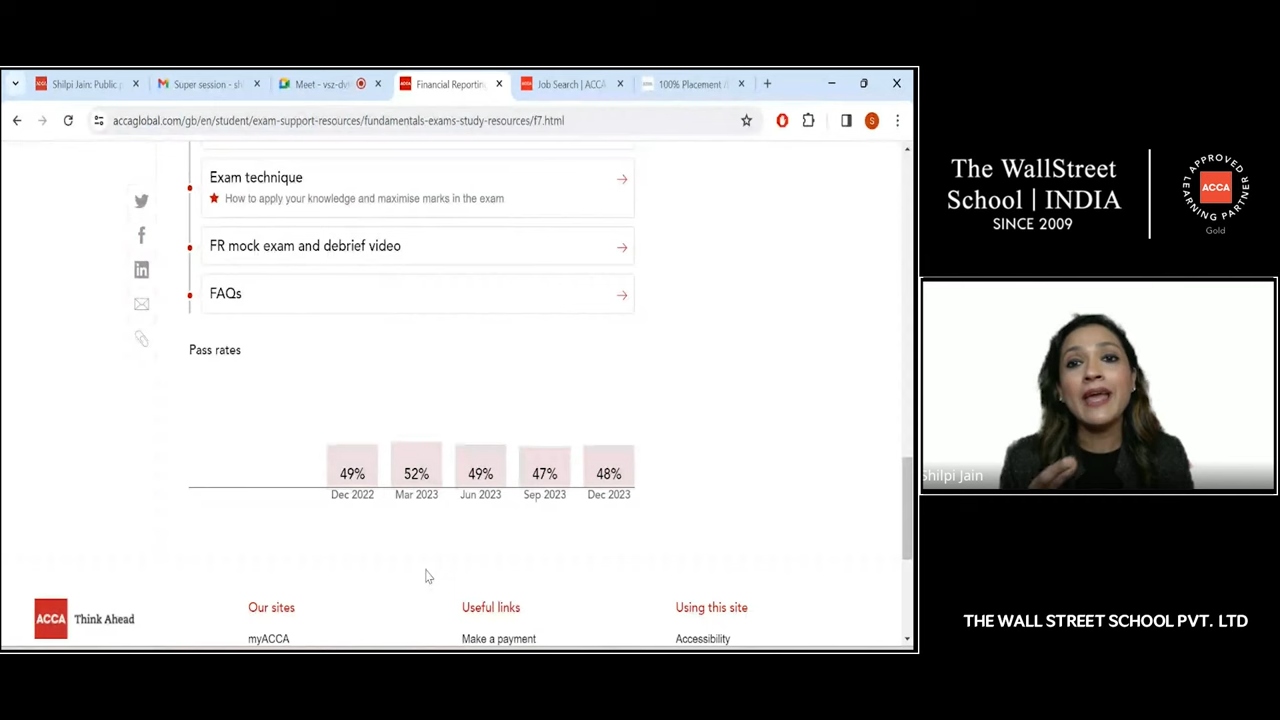 Shilpi Jain: Public p
Super session - sh
Meet - vsz-dv
Financial Reporting
Job Search | ACCA
100% Placement
accaglobal.com/gb/en/student/exam-support-resources/fundamentals-exams-study-resources/f7.html
S
Exam technique
How to apply your knowledge and maximise marks in the exam
FR mock exam and debrief video
FAQs
Pass rates
49% 52% 49% 47% 48%
Dec 2022 Mar 2023 Jun 2023 Sep 2023 Dec 2023
ACCA Think Ahead
Our sites
Useful links
Using this site
myACCA
Make a payment
Accessibility
The WallStreet
School | INDIA
SINCE 2009
APPROVED
ACCA
LEARNING PARTNER
Gold
Shilpi Jain
THE WALL STREET SCHOOL PVT. LTD